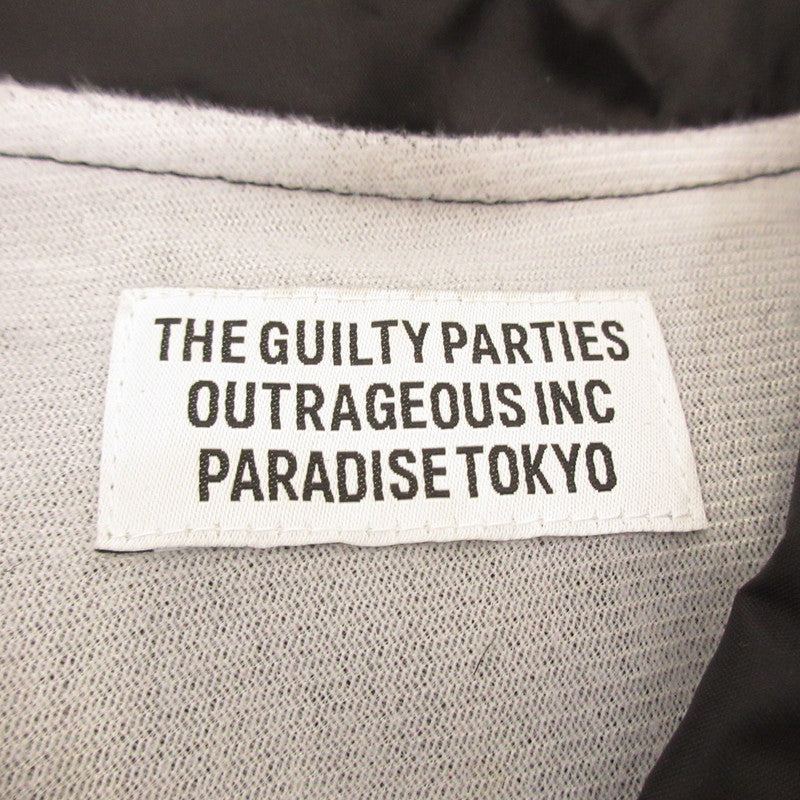 THE GUILTY PARTIES
OUTRAGEOUS INC
PARADISE TOKYO